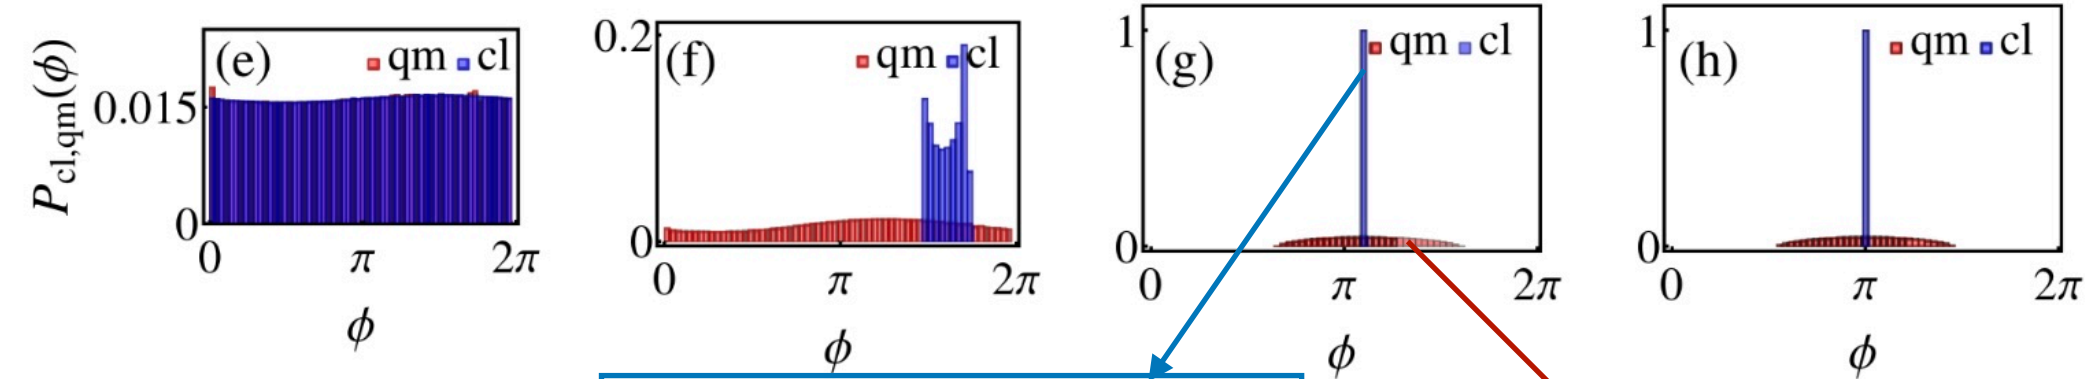 P_cl,qm(ϕ)
(e) qm cl
0.015
0
0 π 2π
ϕ
(f) qm cl
0.2
0
0 π 2π
ϕ
(g) qm cl
1
0
0 π 2π
ϕ
(h) qm cl
1
0
0 π 2π
ϕ